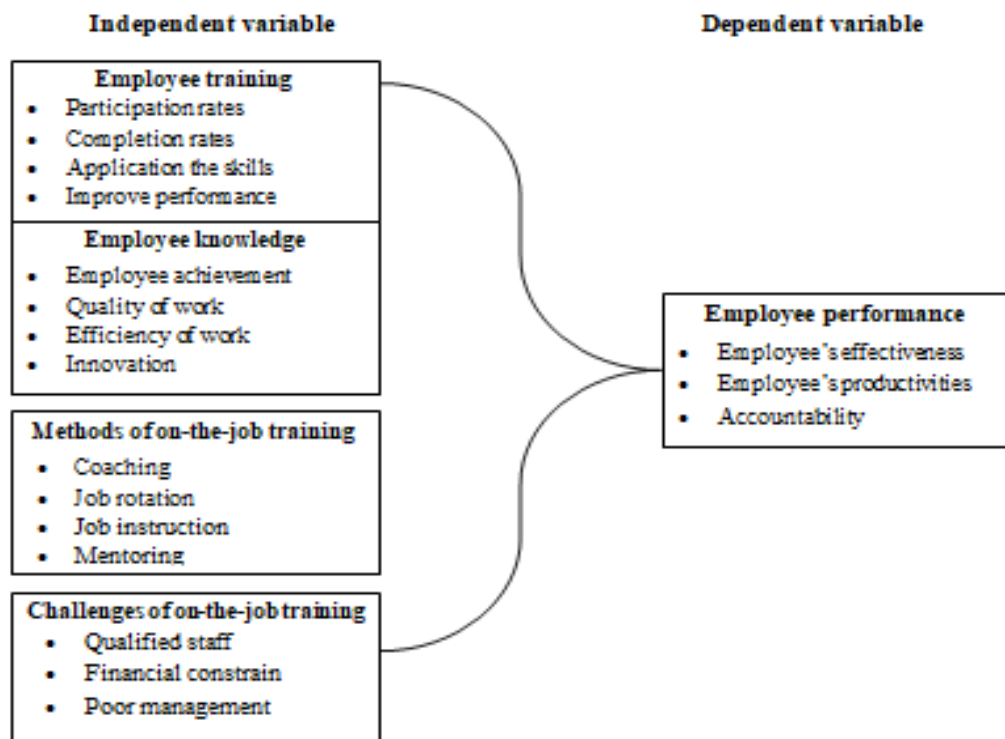 Independent variable
Employee training
• Participation rates
• Completion rates
• Application the skills
• Improve performance
Employee knowledge
• Employee achievement
• Quality of work
• Efficiency of work
• Innovation
Methods of on-the-job training
• Coaching
• Job rotation
• Job instruction
• Mentoring
Challenges of on-the-job training
• Qualified staff
• Financial constrain
• Poor management
Dependent variable
Employee performance
• Employee's effectiveness
• Employee's productivities
• Accountability